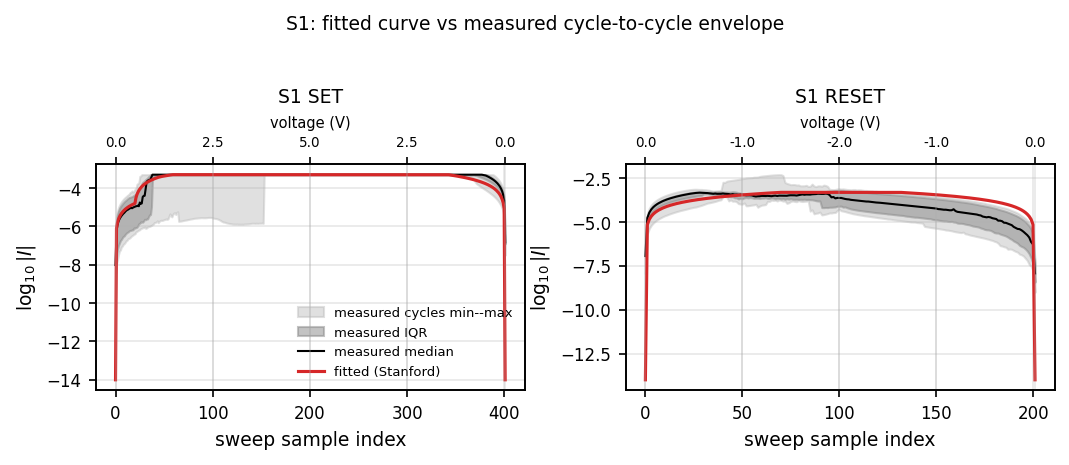 S1: fitted curve vs measured cycle-to-cycle envelope
S1 SET
voltage (V)
0.0 2.5 5.0 2.5 0.0
−4
−6
−8
−10
−12
−14
log₁₀ |I|
measured cycles min--max
measured IQR
measured median
fitted (Stanford)
0 100 200 300 400
sweep sample index
S1 RESET
voltage (V)
0.0 -1.0 -2.0 -1.0 0.0
−2.5
−5.0
−7.5
−10.0
−12.5
log₁₀ |I|
0 50 100 150 200
sweep sample index